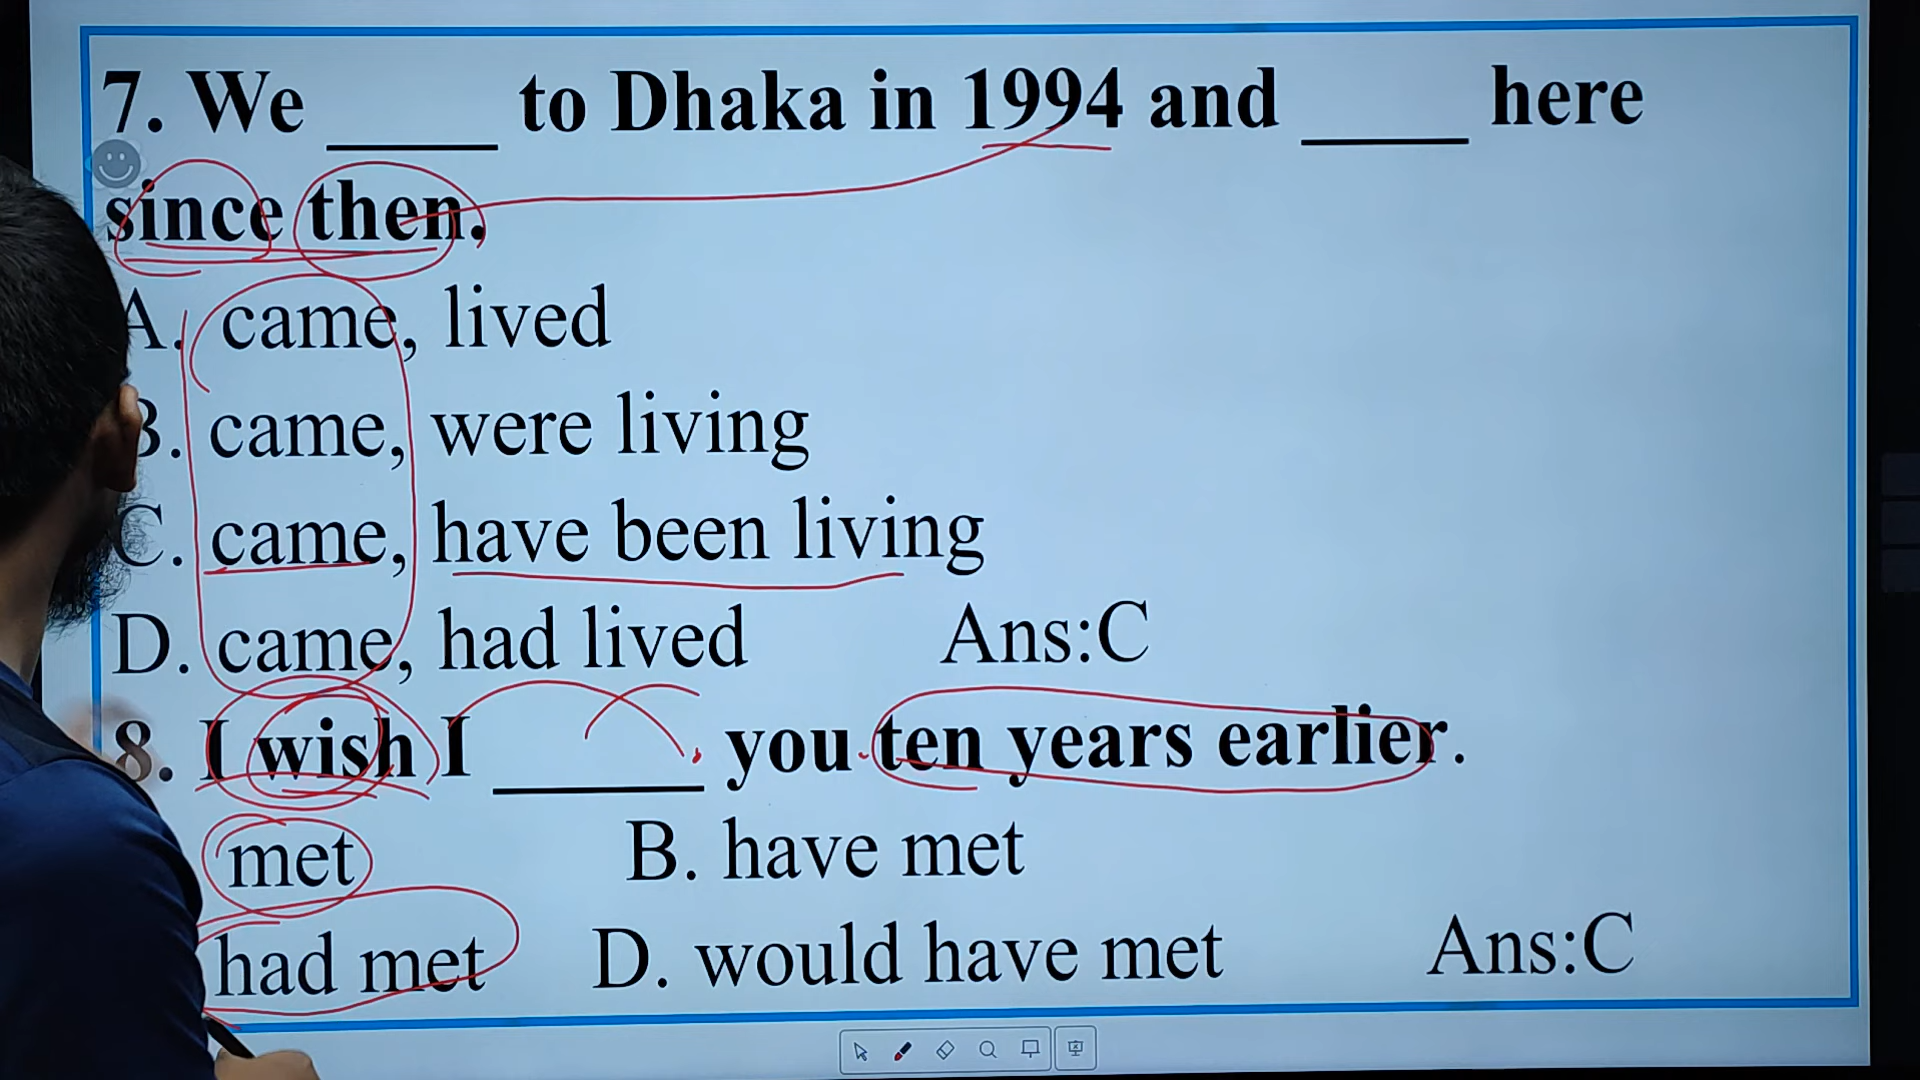 7. We _____ to Dhaka in 1994 and _____ here
since then.
A. came, lived
B. came, were living
C. came, have been living
D. came, had lived Ans:C
8. I wish I ______ you ten years earlier.
met B. have met
had met D. would have met Ans:C